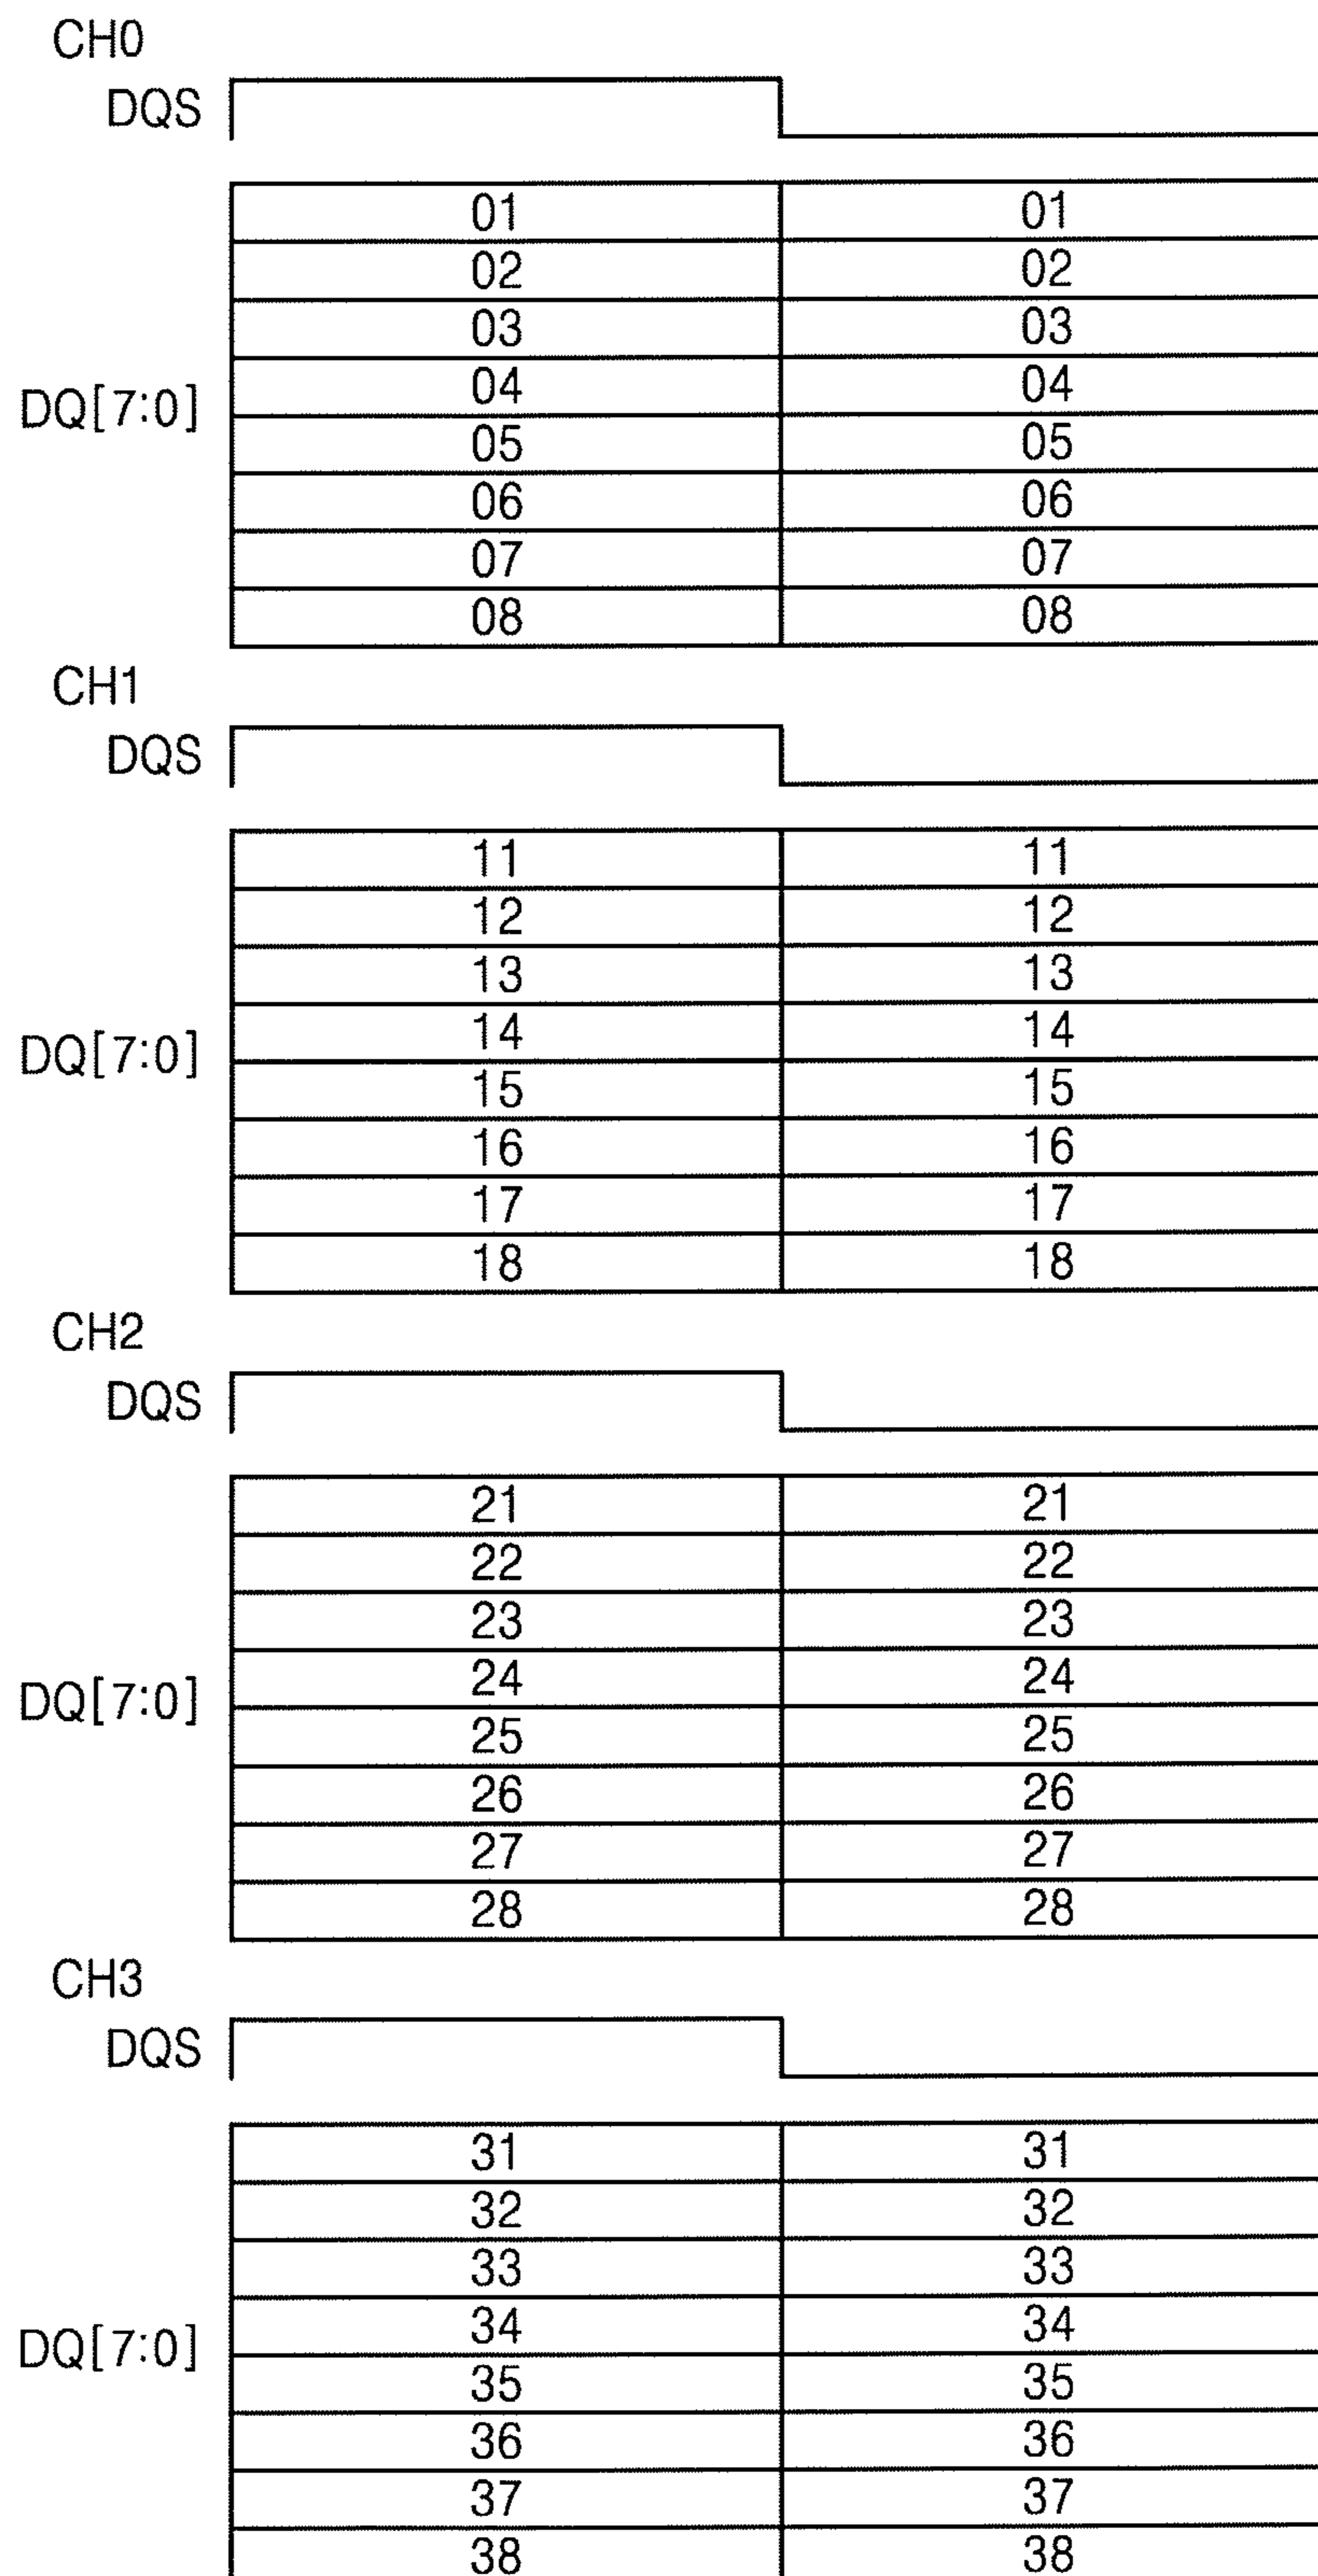 CH0
DQS
01 01
02 02
03 03
04 04
DQ[7:0]
05 05
06 06
07 07
08 08
CH1
DQS
11 11
12 12
13 13
14 14
DQ[7:0]
15 15
16 16
17 17
18 18
CH2
DQS
21 21
22 22
23 23
24 24
DQ[7:0]
25 25
26 26
27 27
28 28
CH3
DQS
31 31
32 32
33 33
34 34
DQ[7:0]
35 35
36 36
37 37
38 38